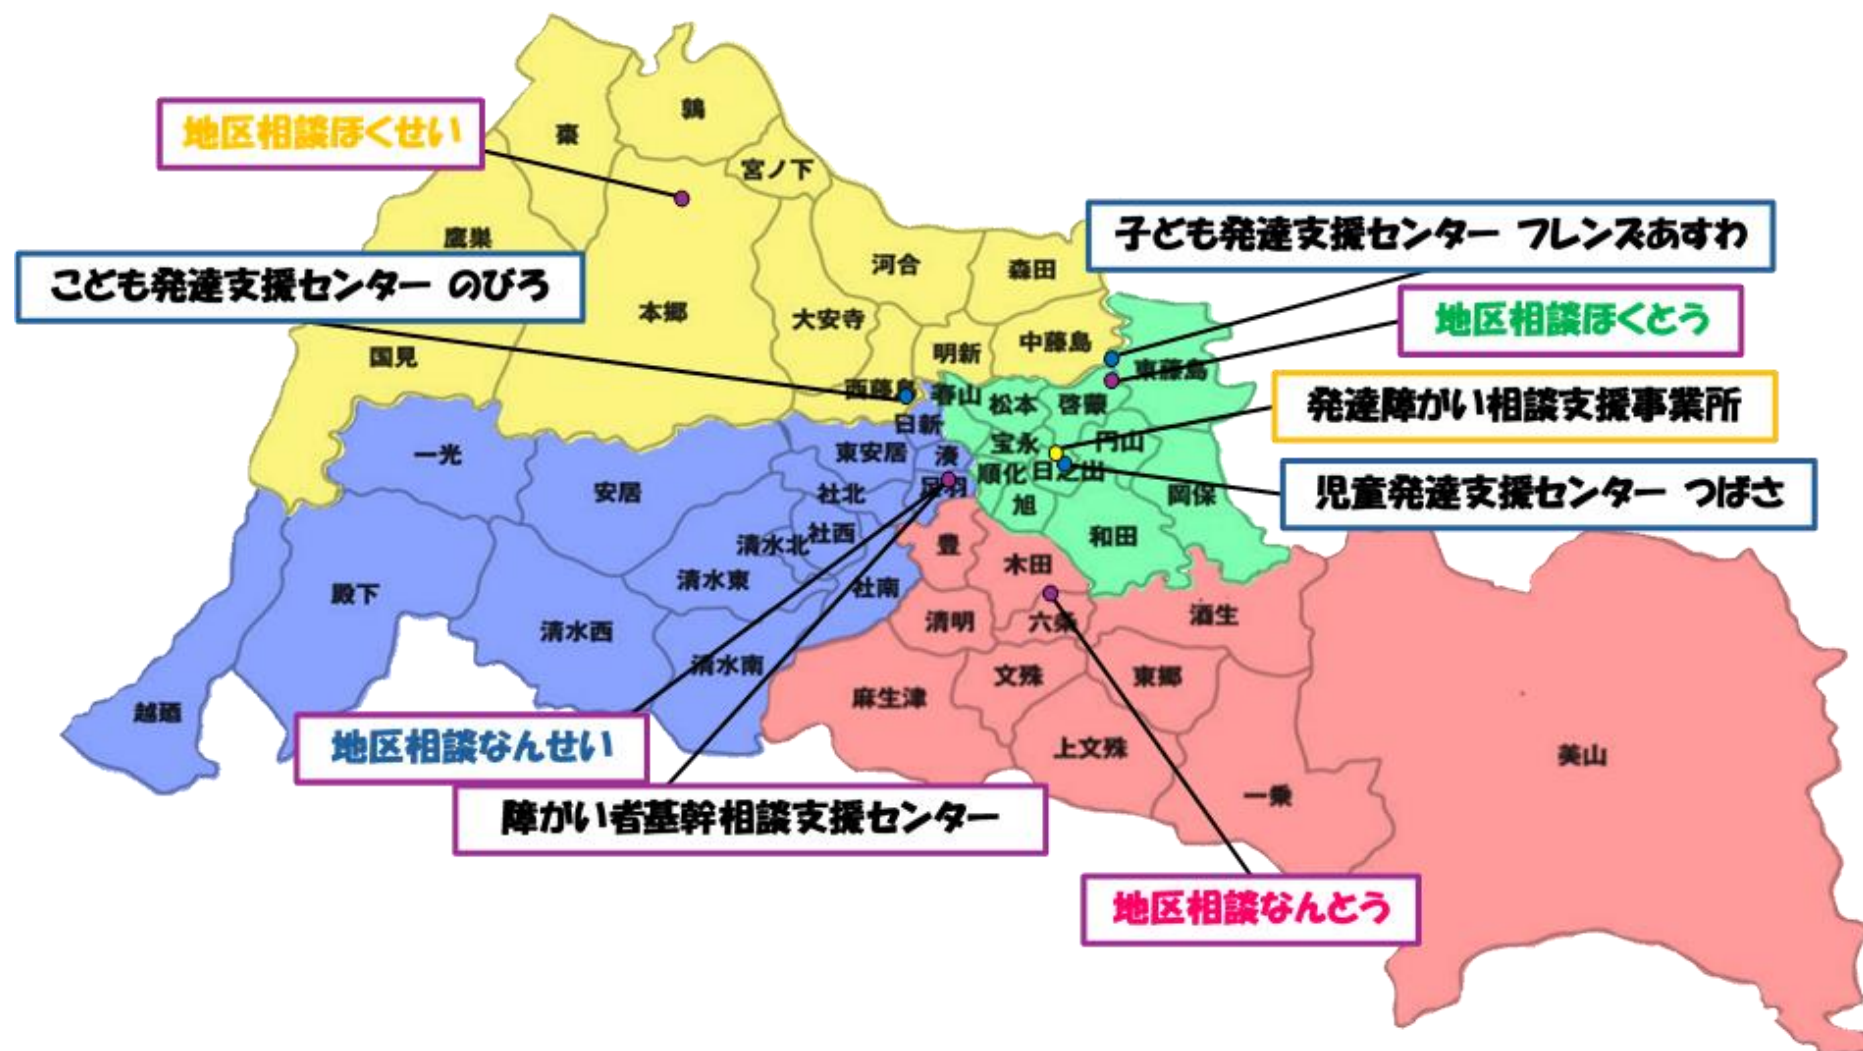 鶉
棗
地区相談ほくせい
宮ノ下
鷹巣
子ども発達支援センター フレンズあすわ
河合
森田
こども発達支援センター のびろ
本郷
大安寺
地区相談ほくとう
国見
明新
中藤島
東藤島
西藤島
春山
松本
啓蒙
発達障がい相談支援事業所
日新
宝永
円山
一光
東安居
湊
順化
日之出
安居
社北
足羽
旭
岡保
児童発達支援センター つばさ
社西
清水北
豊
和田
木田
清水東
社南
殿下
清水西
清明
六条
酒生
清水南
文殊
東郷
麻生津
越廼
地区相談なんせい
上文殊
美山
一乗
障がい者基幹相談支援センター
地区相談なんとう